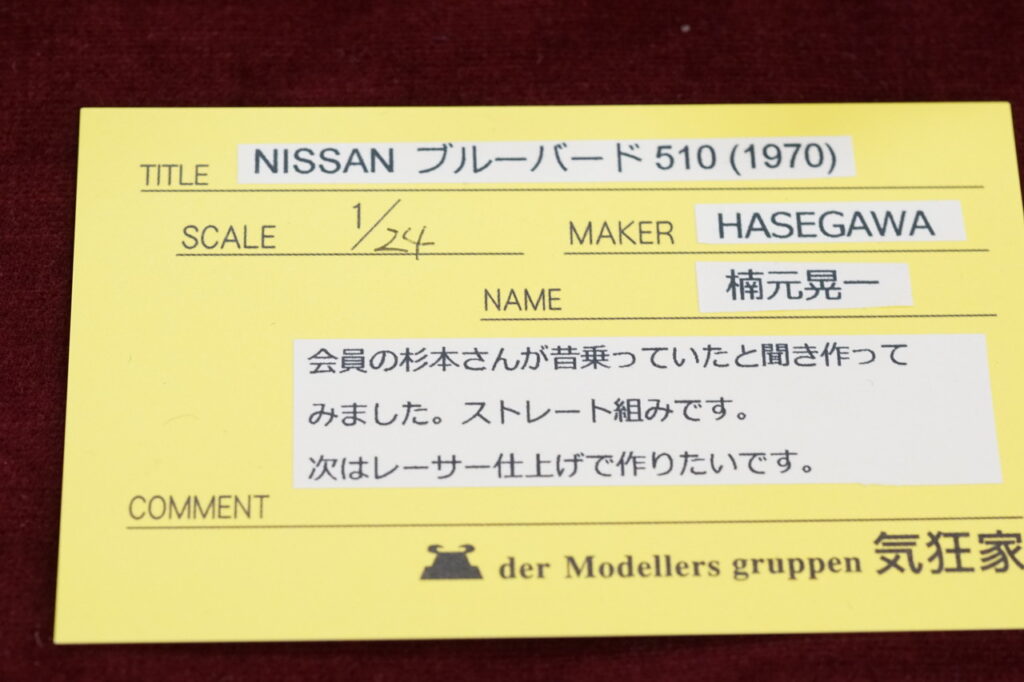 TITLE NISSAN ブルーバード 510 (1970)
SCALE 1/24 MAKER HASEGAWA
NAME 楠元晃一
会員の杉本さんが昔乗っていたと聞き作って
みました。ストレート組みです。
次はレーサー仕上げで作りたいです。
COMMENT
der Modellers gruppen 気狂家